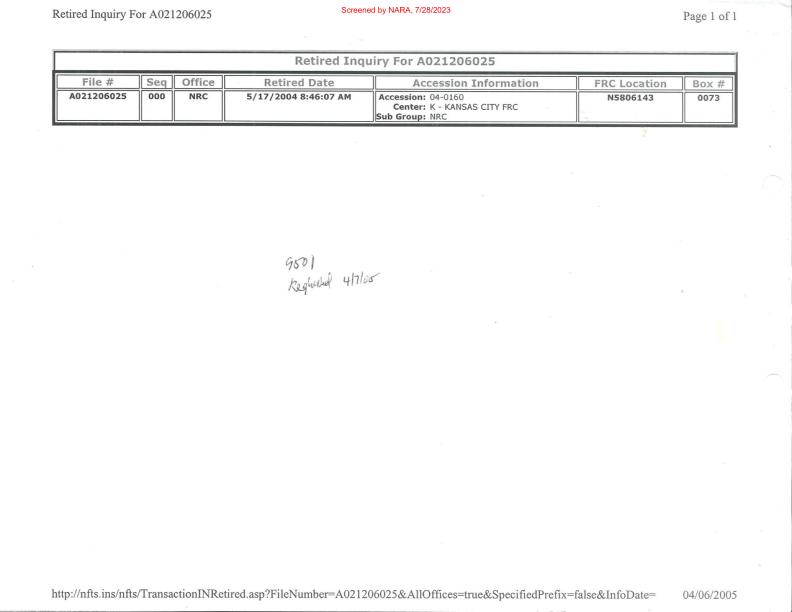 Retired Inquiry For A021206025
Screened by NARA, 7/28/2023
Page 1 of 1
Retired Inquiry For A021206025
File # Seq Office Retired Date Accession Information FRC Location Box #
A021206025 000 NRC 5/17/2004 8:46:07 AM Accession: 04-0160 N5806143 0073
Center: K - KANSAS CITY FRC
Sub Group: NRC
G501
Requested 4/7/05
http://nfts.ins/nfts/TransactionINRetired.asp?FileNumber=A021206025&AllOffices=true&SpecifiedPrefix=false&InfoDate= 04/06/2005